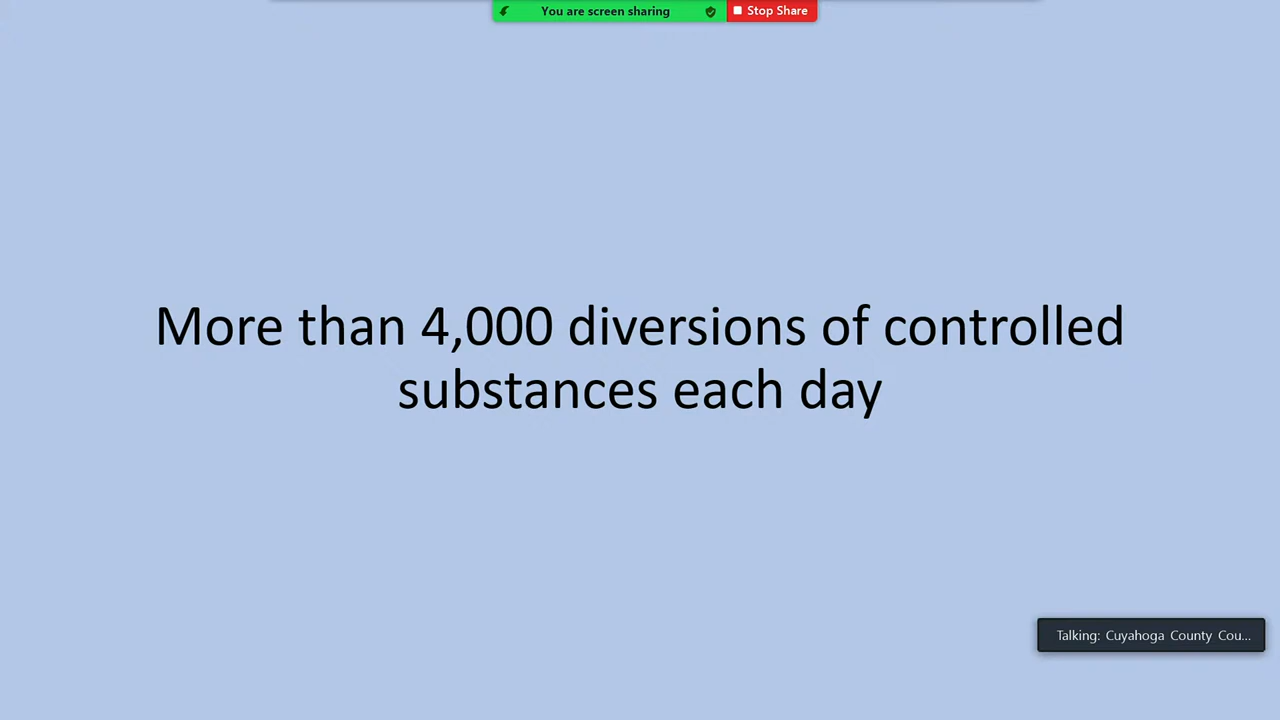 You are screen sharing
Stop Share
More than 4,000 diversions of controlled
substances each day
Talking: Cuyahoga County Cou...